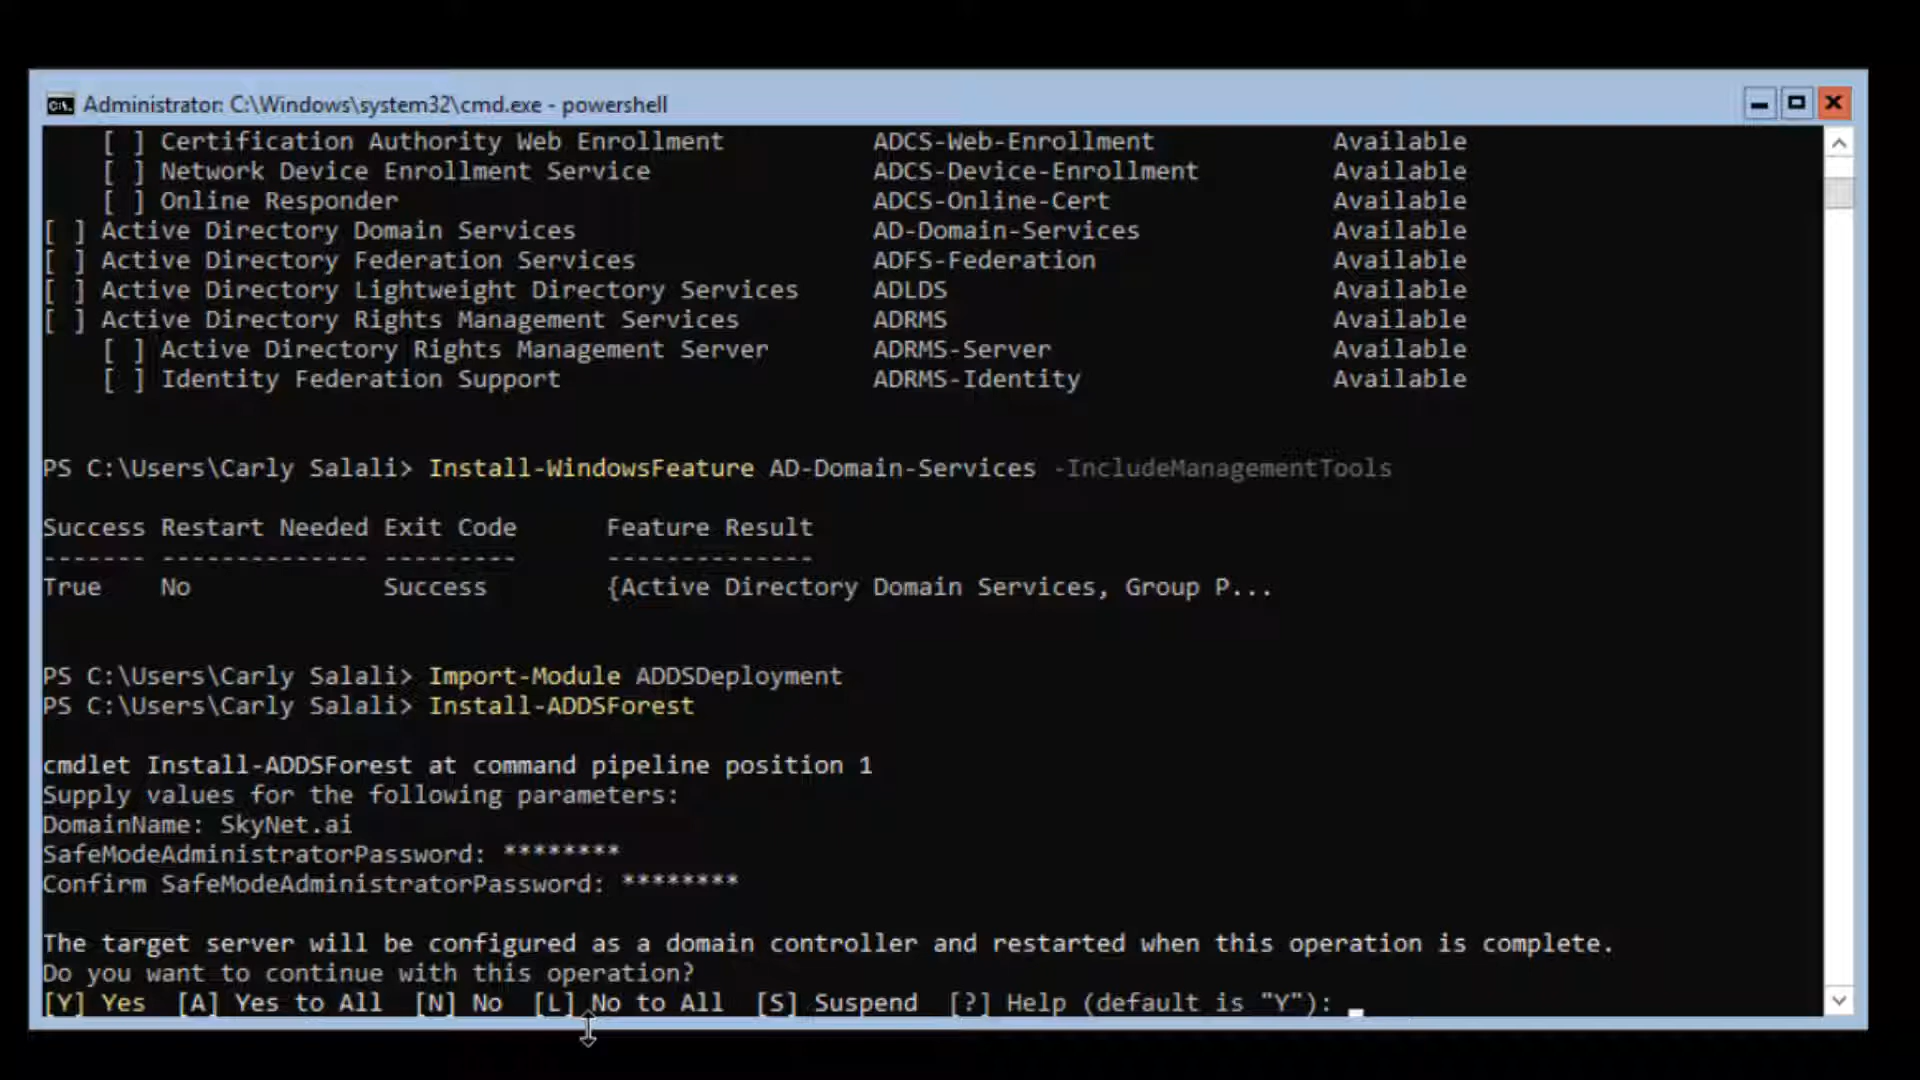 Administrator: C:\Windows\system32\cmd.exe - powershell
[ ] Certification Authority Web Enrollment ADCS-Web-Enrollment Available
[ ] Network Device Enrollment Service ADCS-Device-Enrollment Available
[ ] Online Responder ADCS-Online-Cert Available
[ ] Active Directory Domain Services AD-Domain-Services Available
[ ] Active Directory Federation Services ADFS-Federation Available
[ ] Active Directory Lightweight Directory Services ADLDS Available
[ ] Active Directory Rights Management Services ADRMS Available
[ ] Active Directory Rights Management Server ADRMS-Server Available
[ ] Identity Federation Support ADRMS-Identity Available
PS C:\Users\Carly Salali> Install-WindowsFeature AD-Domain-Services -IncludeManagementTools
Success Restart Needed Exit Code Feature Result
------- -------------- --------- --------------
True No Success {Active Directory Domain Services, Group P...
PS C:\Users\Carly Salali> Import-Module ADDSDeployment
PS C:\Users\Carly Salali> Install-ADDSForest
cmdlet Install-ADDSForest at command pipeline position 1
Supply values for the following parameters:
DomainName: SkyNet.ai
SafeModeAdministratorPassword: ********
Confirm SafeModeAdministratorPassword: ********
The target server will be configured as a domain controller and restarted when this operation is complete.
Do you want to continue with this operation?
[Y] Yes [A] Yes to All [N] No [L] No to All [S] Suspend [?] Help (default is "Y"):